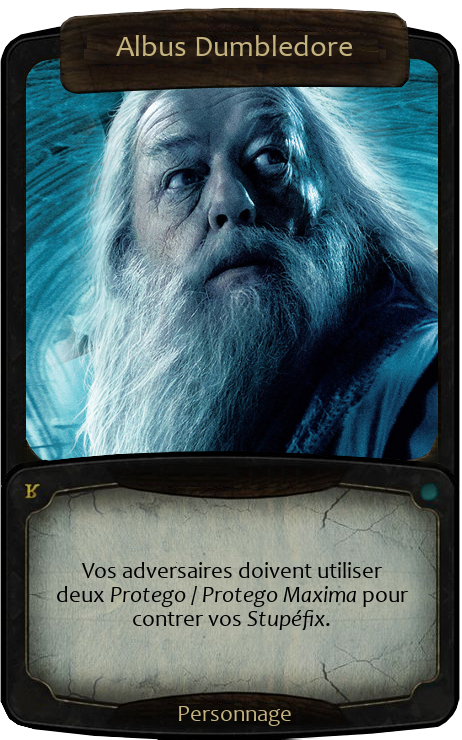 Albus Dumbledore
Vos adversaires doivent utiliser
deux Protego / Protego Maxima pour
contrer vos Stupéfix.
Personnage